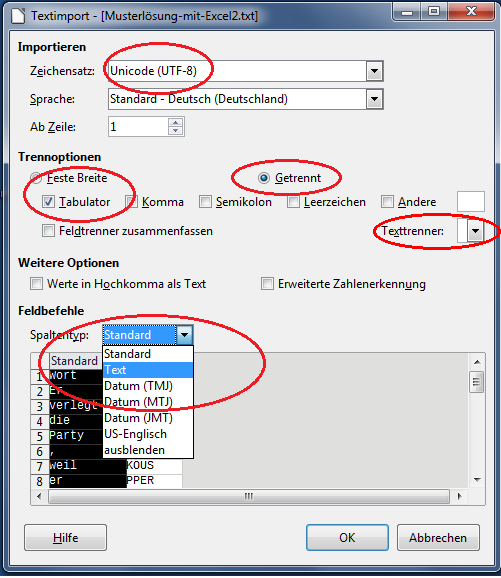 Textimport - [Musterlösung-mit-Excel2.txt]
Importieren
Zeichensatz: Unicode (UTF-8)
Sprache: Standard - Deutsch (Deutschland)
Ab Zeile: 1
Trennoptionen
Feste Breite Getrennt
Tabulator Komma Semikolon Leerzeichen Andere
Feldtrenner zusammenfassen Texttrenner:
Weitere Optionen
Werte in Hochkomma als Text Erweiterte Zahlenerkennung
Feldbefehle
Spaltentyp: Standard
Standard
Text
Datum (TMJ)
Datum (MTJ)
Datum (JMT)
US-Englisch
ausblenden
Standard
1 Wort
2 Er
3 verlegt
4 die
5 Party
6 ,
7 weil KOUS
8 er PPER
Hilfe OK Abbrechen